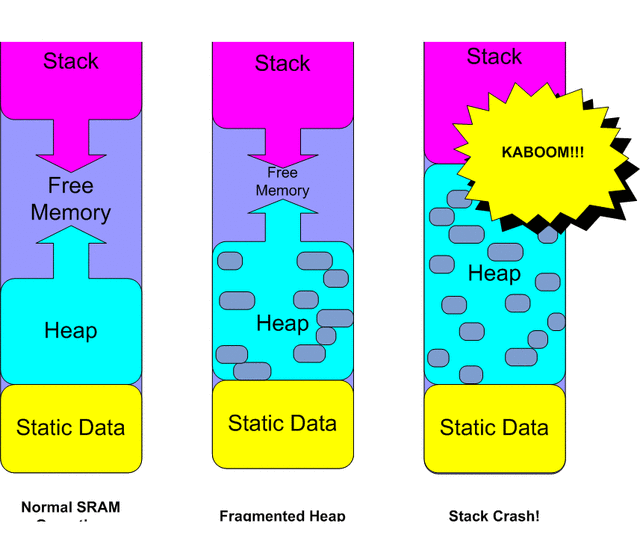 Stack
Free
Memory
Heap
Static Data
Normal SRAM
Stack
Free
Memory
Heap
Static Data
Fragmented Heap
Stack
KABOOM!!!
Heap
Static Data
Stack Crash!